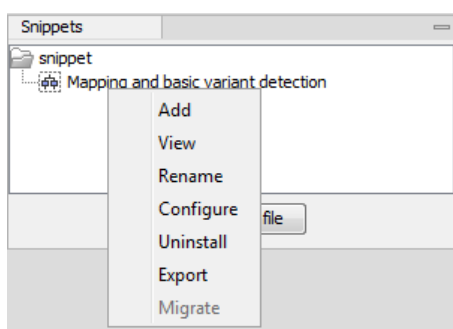 Snippets
snippet
Mapping and basic variant detection
Add
View
Rename
Configure
file
Uninstall
Export
Migrate